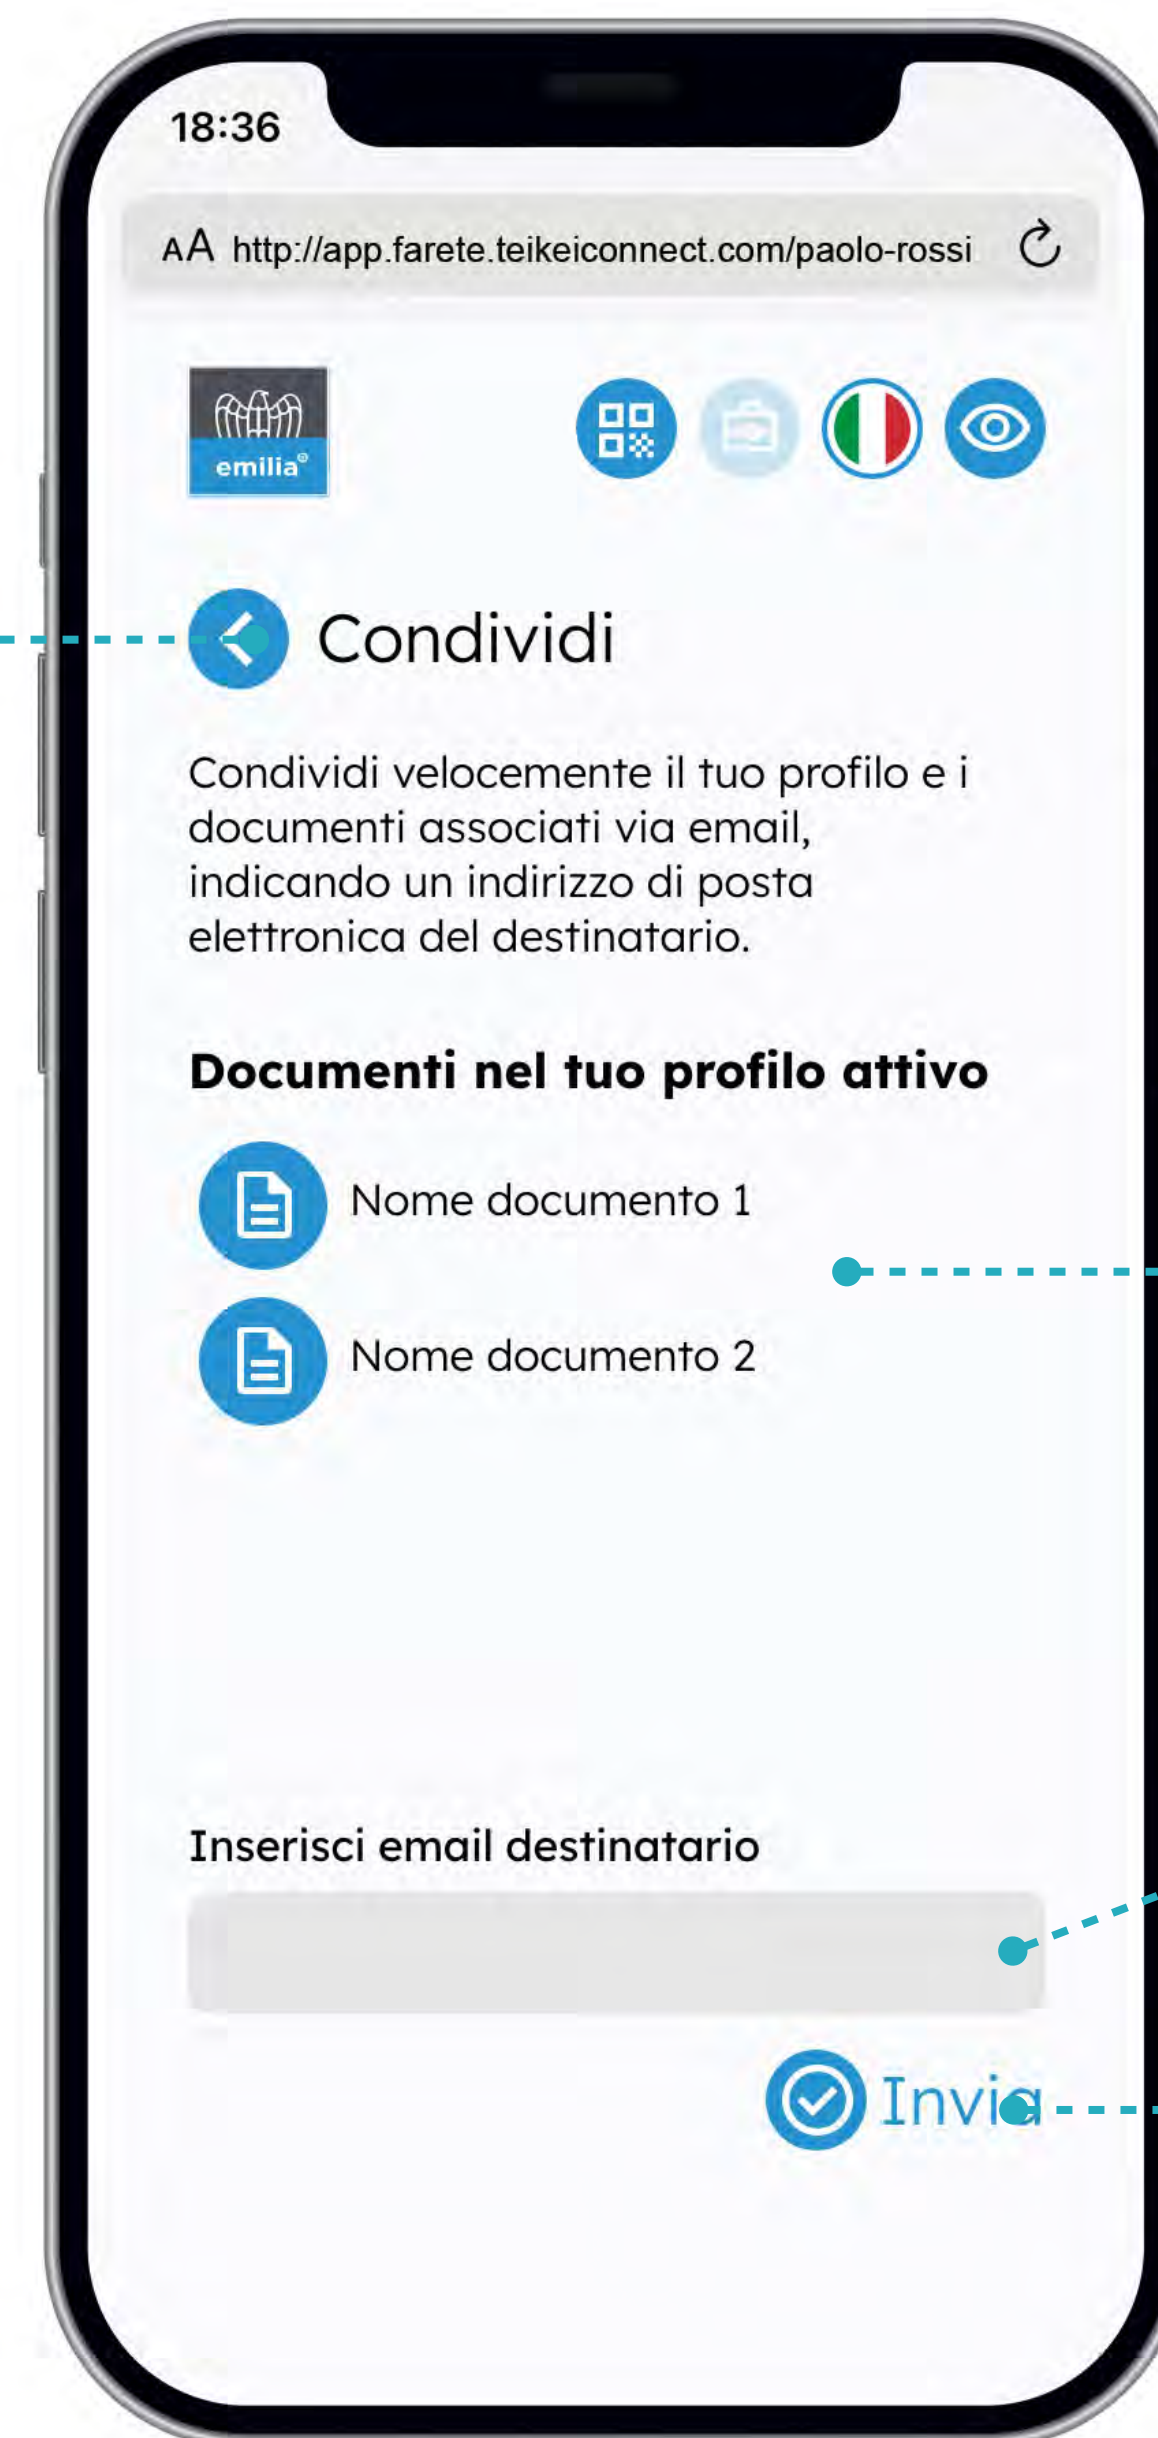 18:36
AA http://app.farete.teikeiconnect.com/paolo-rossi
emilia®
Condividi
Condividi velocemente il tuo profilo e i
documenti associati via email,
indicando un indirizzo di posta
elettronica del destinatario.
Documenti nel tuo profilo attivo
Nome documento 1
Nome documento 2
Inserisci email destinatario
Invia